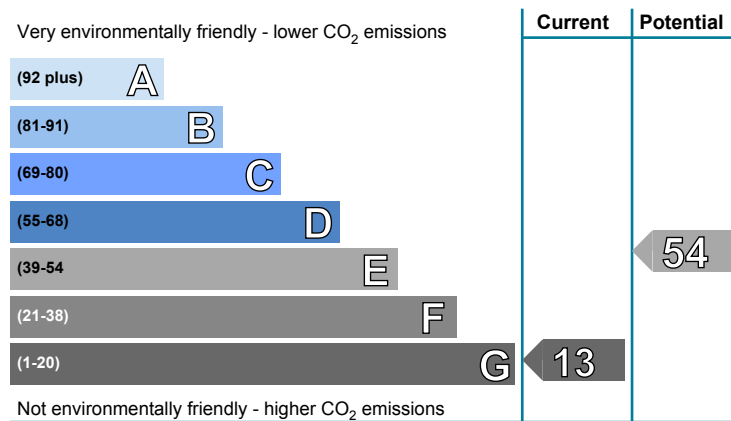 Very environmentally friendly - lower CO2 emissions
Current
Potential
(92 plus) A
(81-91) B
(69-80) C
(55-68) D
(39-54 E
54
(21-38) F
(1-20) G
13
Not environmentally friendly - higher CO2 emissions